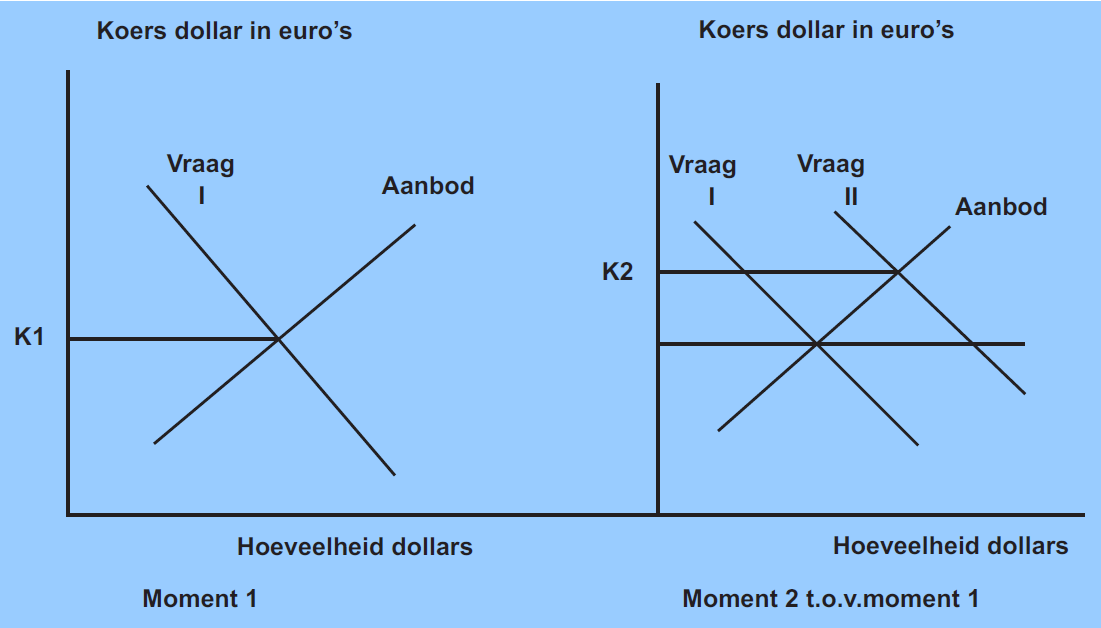 Koers dollar in euro’s
Vraag
I
Aanbod
K1
Hoeveelheid dollars
Moment 1
Koers dollar in euro’s
Vraag
I
Vraag
II
Aanbod
K2
Hoeveelheid dollars
Moment 2 t.o.v.moment 1